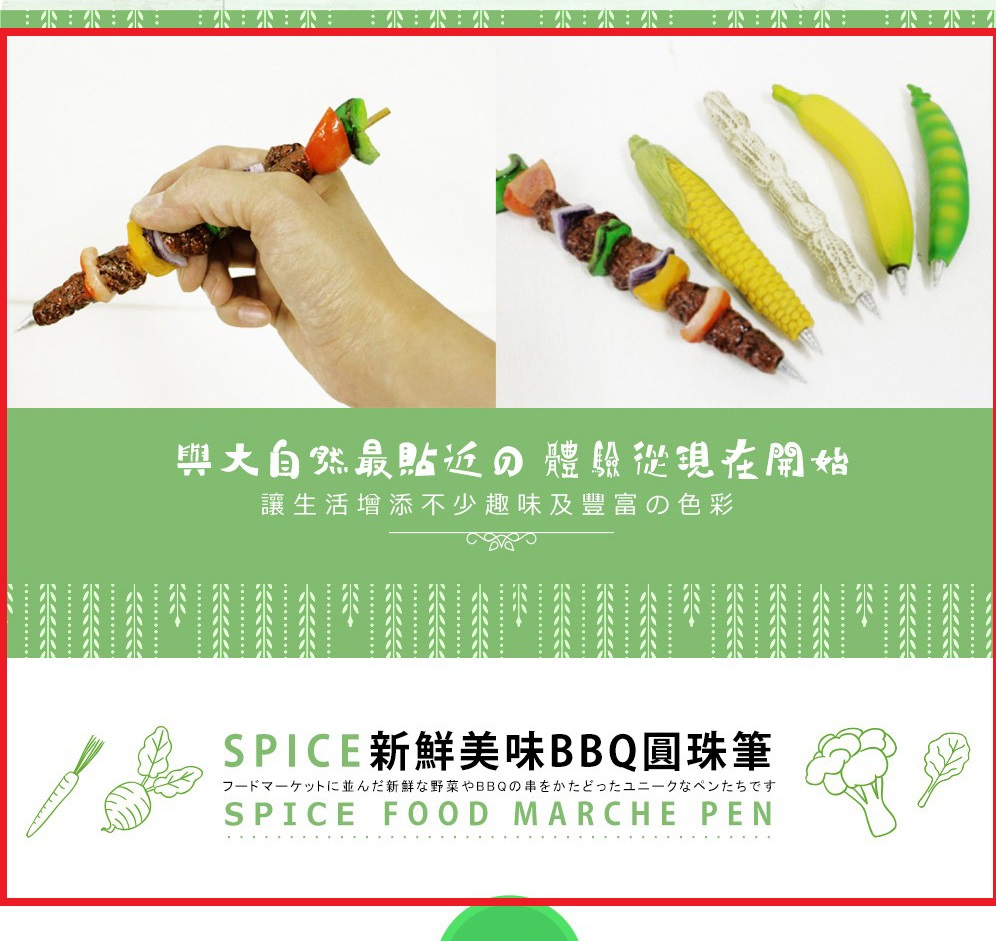 與大自然最貼近の 體驗從現在開始
讓生活增添不少趣味及豐富の色彩
SPICE新鮮美味BBQ圓珠筆
フードマーケットに並んだ新鮮な野菜やBBQの串をかたどったユニークなペンたちです
SPICE FOOD MARCHE PEN